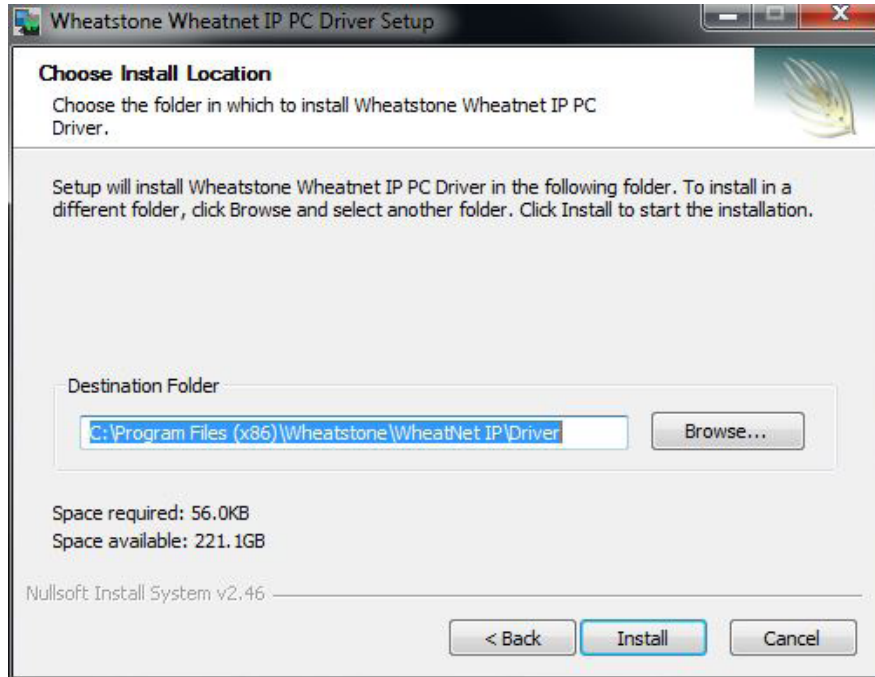 Wheatstone Wheatnet IP PC Driver Setup
Choose Install Location
Choose the folder in which to install Wheatstone Wheatnet IP PC
Driver.
Setup will install Wheatstone Wheatnet IP PC Driver in the following folder. To install in a
different folder, click Browse and select another folder. Click Install to start the installation.
Destination Folder
C:\Program Files (x86)\Wheatstone\WheatNet IP\Driver
Browse...
Space required: 56.0KB
Space available: 221.1GB
Nullsoft Install System v2.46
< Back
Install
Cancel